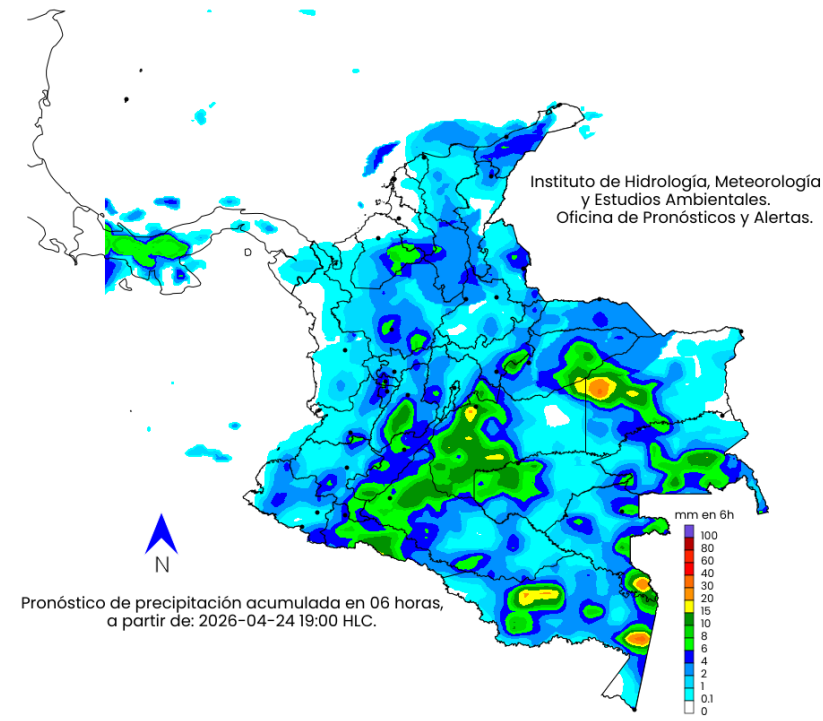 Instituto de Hidrología, Meteorología
y Estudios Ambientales.
Oficina de Pronósticos y Alertas.
mm en 6h
100
80
60
40
30
20
15
10
8
6
4
2
1
0.1
0
N
Pronóstico de precipitación acumulada en 06 horas,
a partir de: 2026-04-24 19:00 HLC.